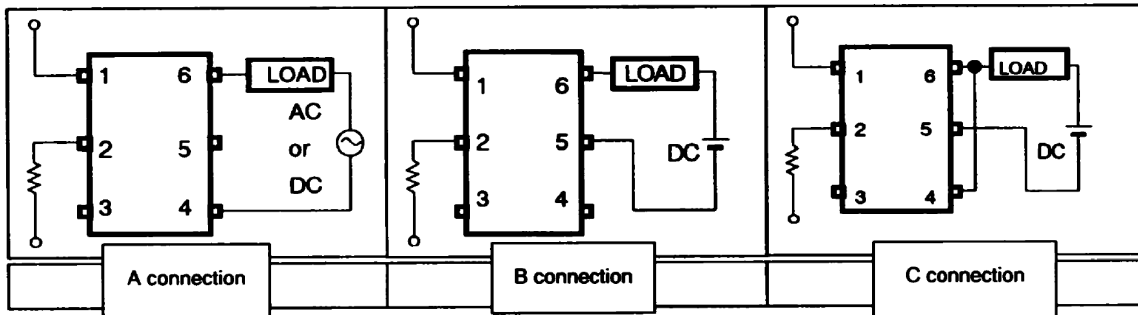 1 6 LOAD
AC
2 5 or
DC
3 4
A connection
1 6 LOAD
2 5 DC
3 4
B connection
1 6 LOAD
2 5 DC
3 4
C connection